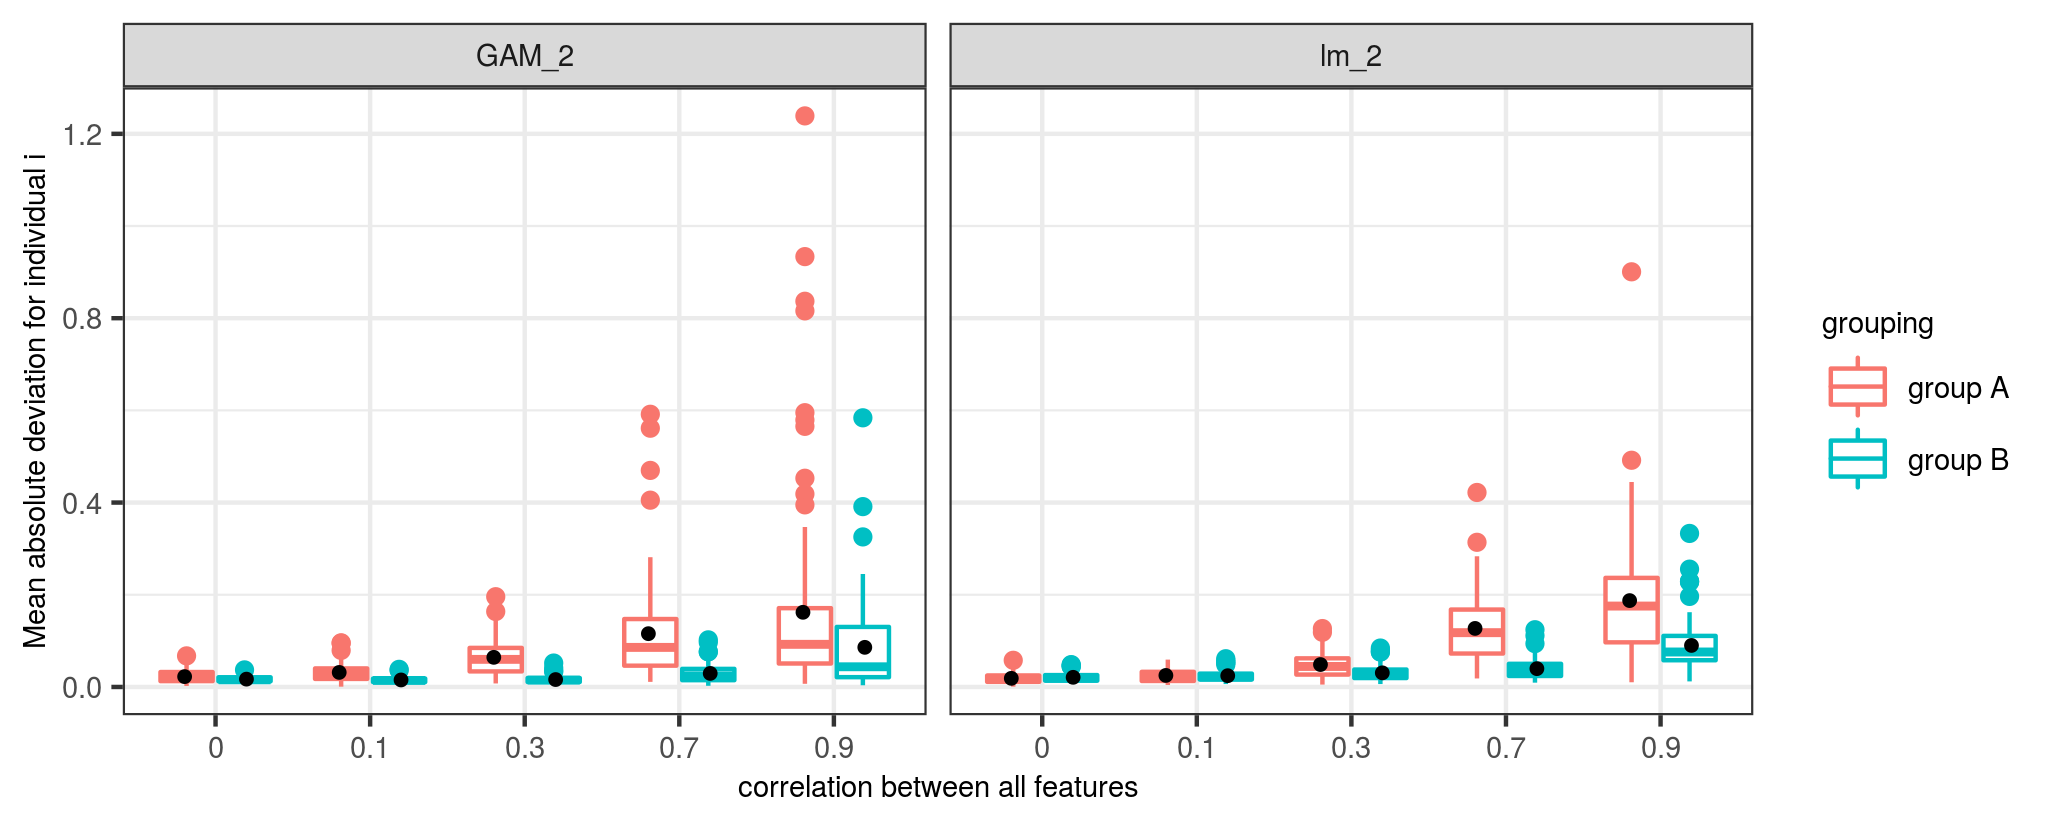 GAM_2
lm_2
Mean absolute deviation for individual i
1.2
0.8
0.4
0.0
0 0.1 0.3 0.7 0.9
0 0.1 0.3 0.7 0.9
correlation between all features
grouping
group A
group B